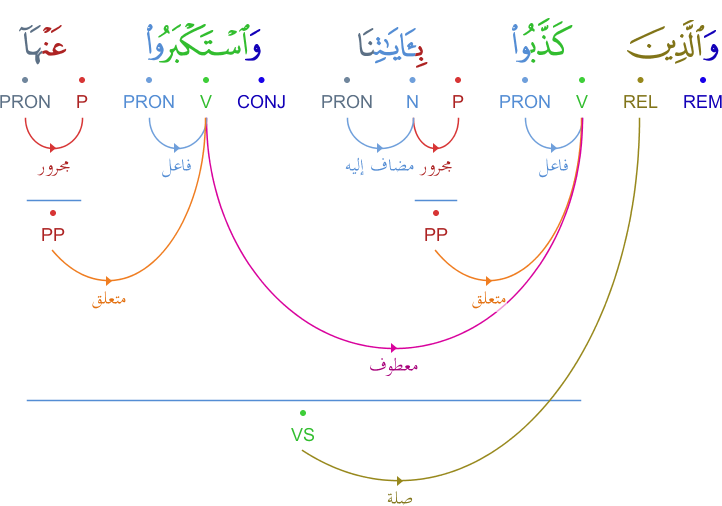 وَٱلَّذِينَ كَذَّبُوا۟ بِـَٔايَـٰتِنَا وَٱسْتَكْبَرُوا۟ عَنْهَآ
PRON P PRON V CONJ PRON N P PRON V REL REM
مجرور فاعل مضاف إليه مجرور فاعل
PP PP
متعلق متعلق
معطوف
VS
صلة